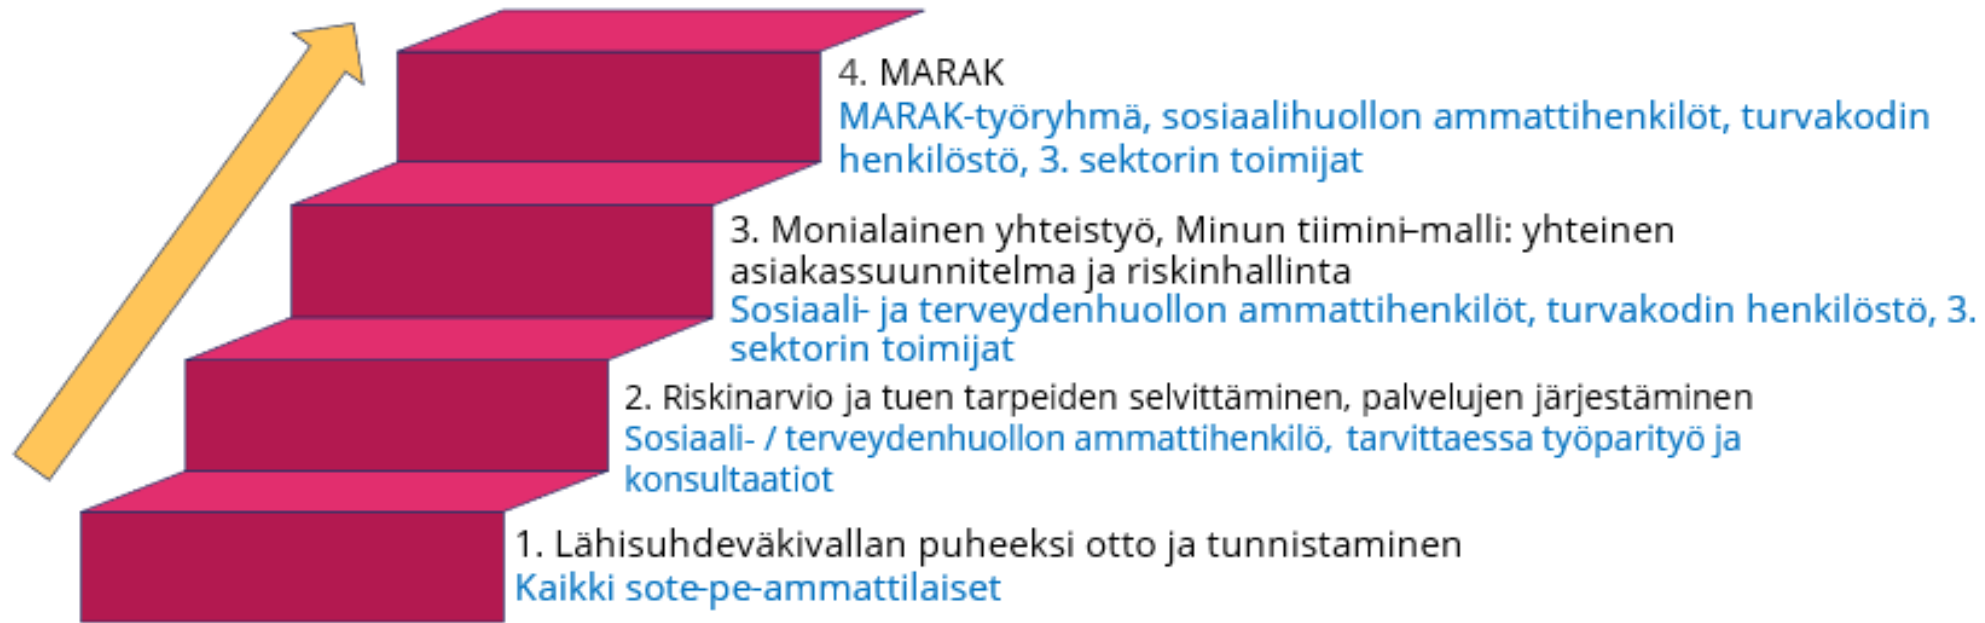 4. MARAK
MARAK-työryhmä, sosiaalihuollon ammattihenkilöt, turvakodin
henkilöstö, 3. sektorin toimijat
3. Monialainen yhteistyö, Minun tiimini-malli: yhteinen
asiakassuunnitelma ja riskinhallinta
Sosiaali- ja terveydenhuollon ammattihenkilöt, turvakodin henkilöstö, 3.
sektorin toimijat
2. Riskinarvio ja tuen tarpeiden selvittäminen, palvelujen järjestäminen
Sosiaali- / terveydenhuollon ammattihenkilö, tarvittaessa työparityö ja
konsultaatiot
1. Lähisuhdeväkivallan puheeksi otto ja tunnistaminen
Kaikki sote-pe-ammattilaiset